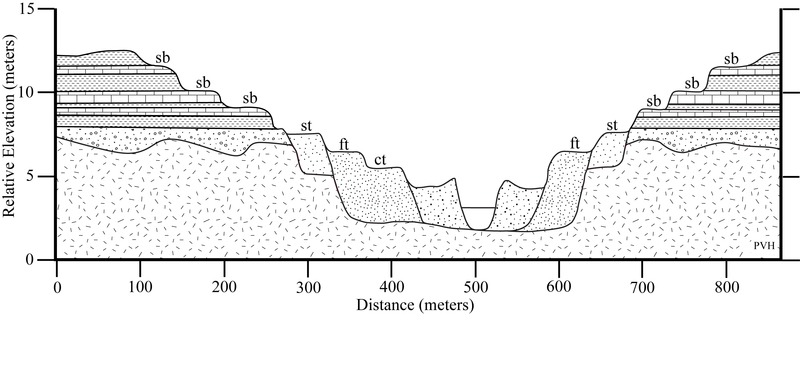 15
sb
sb
sb
sb
sb
sb
10
st
st
ft
ft
ct
5
0
PVH
Relative Elevation (meters)
0
100
200
300
400
500
600
700
800
Distance (meters)